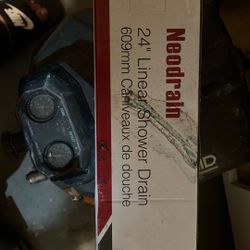 Neodrain
24" Linear Shower Drain
609mm Caniveaux de douche